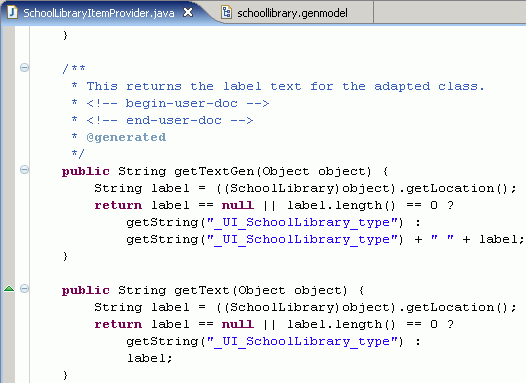 SchoolLibraryItemProvider.java
schoollibrary.genmodel
}
/**
* This returns the label text for the adapted class.
* <!-- begin-user-doc -->
* <!-- end-user-doc -->
* @generated
*/
public String getTextGen(Object object) {
String label = ((SchoolLibrary)object).getLocation();
return label == null || label.length() == 0 ?
getString("_UI_SchoolLibrary_type") :
getString("_UI_SchoolLibrary_type") + " " + label;
}
public String getText(Object object) {
String label = ((SchoolLibrary)object).getLocation();
return label == null || label.length() == 0 ?
getString("_UI_SchoolLibrary_type") :
label;
}